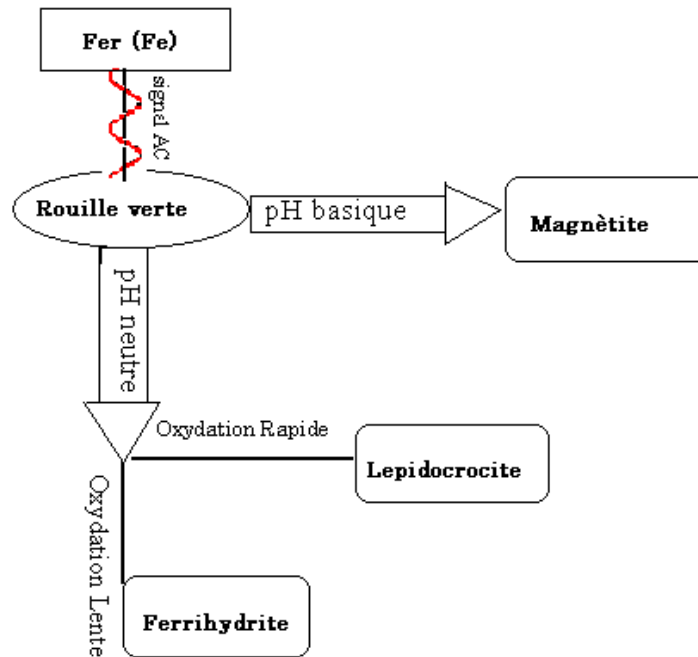 Fer (Fe)
signal AC
Rouille verte
pH basique
Magnètite
pH neutre
Oxydation Rapide
Lepidocrocite
Oxydation Lente
Ferrihydrite